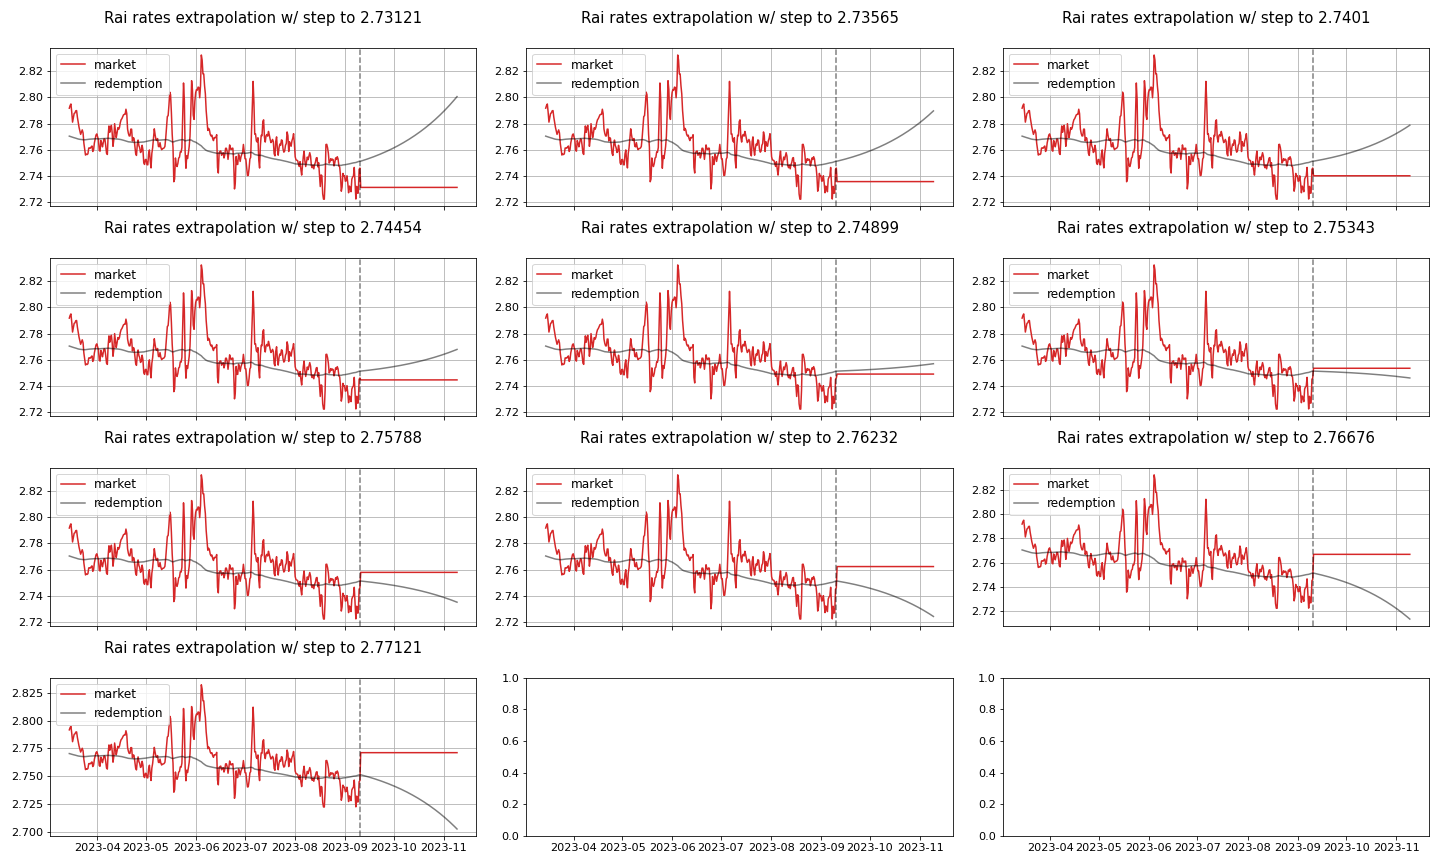 Rai rates extrapolation w/ step to 2.73121
2.82
2.80
2.78
2.76
2.74
2.72
market
redemption
Rai rates extrapolation w/ step to 2.73565
2.82
2.80
2.78
2.76
2.74
2.72
market
redemption
Rai rates extrapolation w/ step to 2.7401
2.82
2.80
2.78
2.76
2.74
2.72
market
redemption
Rai rates extrapolation w/ step to 2.74454
2.82
2.80
2.78
2.76
2.74
2.72
market
redemption
Rai rates extrapolation w/ step to 2.74899
2.82
2.80
2.78
2.76
2.74
2.72
market
redemption
Rai rates extrapolation w/ step to 2.75343
2.82
2.80
2.78
2.76
2.74
2.72
market
redemption
Rai rates extrapolation w/ step to 2.75788
2.82
2.80
2.78
2.76
2.74
2.72
market
redemption
Rai rates extrapolation w/ step to 2.76232
2.82
2.80
2.78
2.76
2.74
2.72
market
redemption
Rai rates extrapolation w/ step to 2.76676
2.82
2.80
2.78
2.76
2.74
2.72
market
redemption
Rai rates extrapolation w/ step to 2.77121
2.825
2.800
2.775
2.750
2.725
2.700
market
redemption
2023-04 2023-05 2023-06 2023-07 2023-08 2023-09 2023-10 2023-11
1.0
0.8
0.6
0.4
0.2
0.0
2023-04 2023-05 2023-06 2023-07 2023-08 2023-09 2023-10 2023-11
1.0
0.8
0.6
0.4
0.2
0.0
2023-04 2023-05 2023-06 2023-07 2023-08 2023-09 2023-10 2023-11